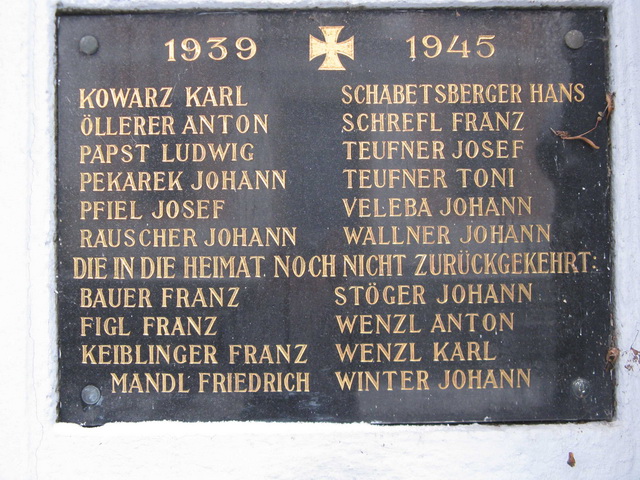 1939 1945
KOWARZ KARL SCHABETSBERGER HANS
ÖLLERER ANTON SCHREFL FRANZ
PAPST LUDWIG TEUFNER JOSEF
PEKAREK JOHANN TEUFNER TONI
PFIEL JOSEF VELEBA JOHANN
RAUSCHER JOHANN WALLNER JOHANN
DIE IN DIE HEIMAT NOCH NICHT ZURÜCKGEKEHRT:
BAUER FRANZ STÖGER JOHANN
FIGL FRANZ WENZL ANTON
KEIBLINGER FRANZ WENZL KARL
MANDL FRIEDRICH WINTER JOHANN